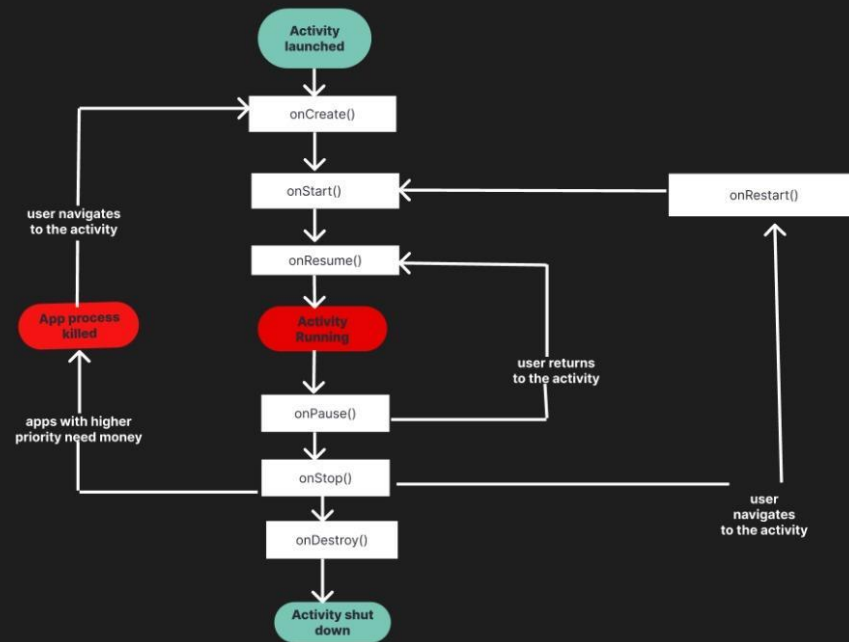 Activity
launched
onCreate()
onStart()
onRestart()
user navigates
to the activity
onResume()
App process
killed
Activity
Running
user returns
to the activity
apps with higher
priority need money
onPause()
onStop()
user
navigates
to the activity
onDestroy()
Activity shut
down